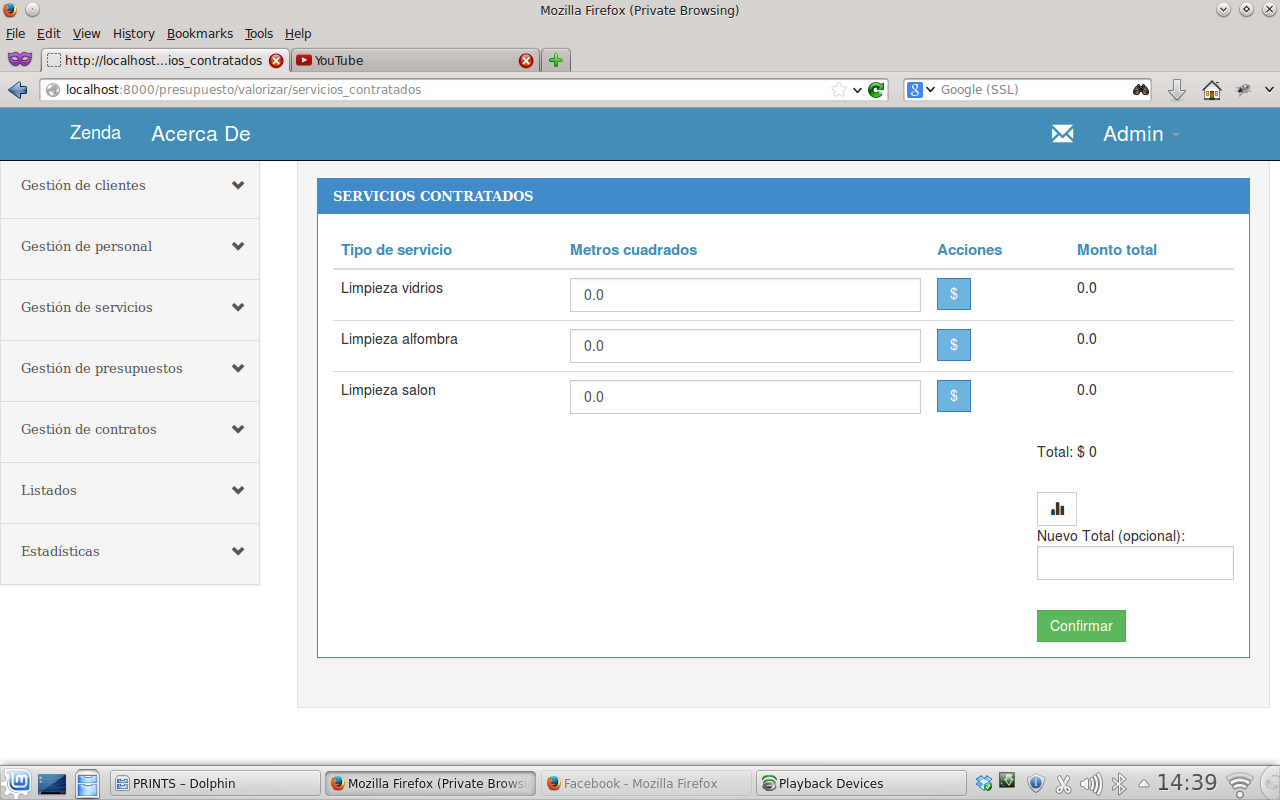 Mozilla Firefox (Private Browsing)
File Edit View History Bookmarks Tools Help
http://localhost...ios_contratados YouTube
localhost:8000/presupuesto/valorizar/servicios_contratados Google (SSL)
Zenda Acerca De Admin
Gestión de clientes
Gestión de personal
Gestión de servicios
Gestión de presupuestos
Gestión de contratos
Listados
Estadísticas
SERVICIOS CONTRATADOS
Tipo de servicio Metros cuadrados Acciones Monto total
Limpieza vidrios 0.0 $ 0.0
Limpieza alfombra 0.0 $ 0.0
Limpieza salon 0.0 $ 0.0
Total: $ 0
Nuevo Total (opcional):
Confirmar
PRINTS – Dolphin Mozilla Firefox (Private Brows Facebook - Mozilla Firefox Playback Devices 14:39